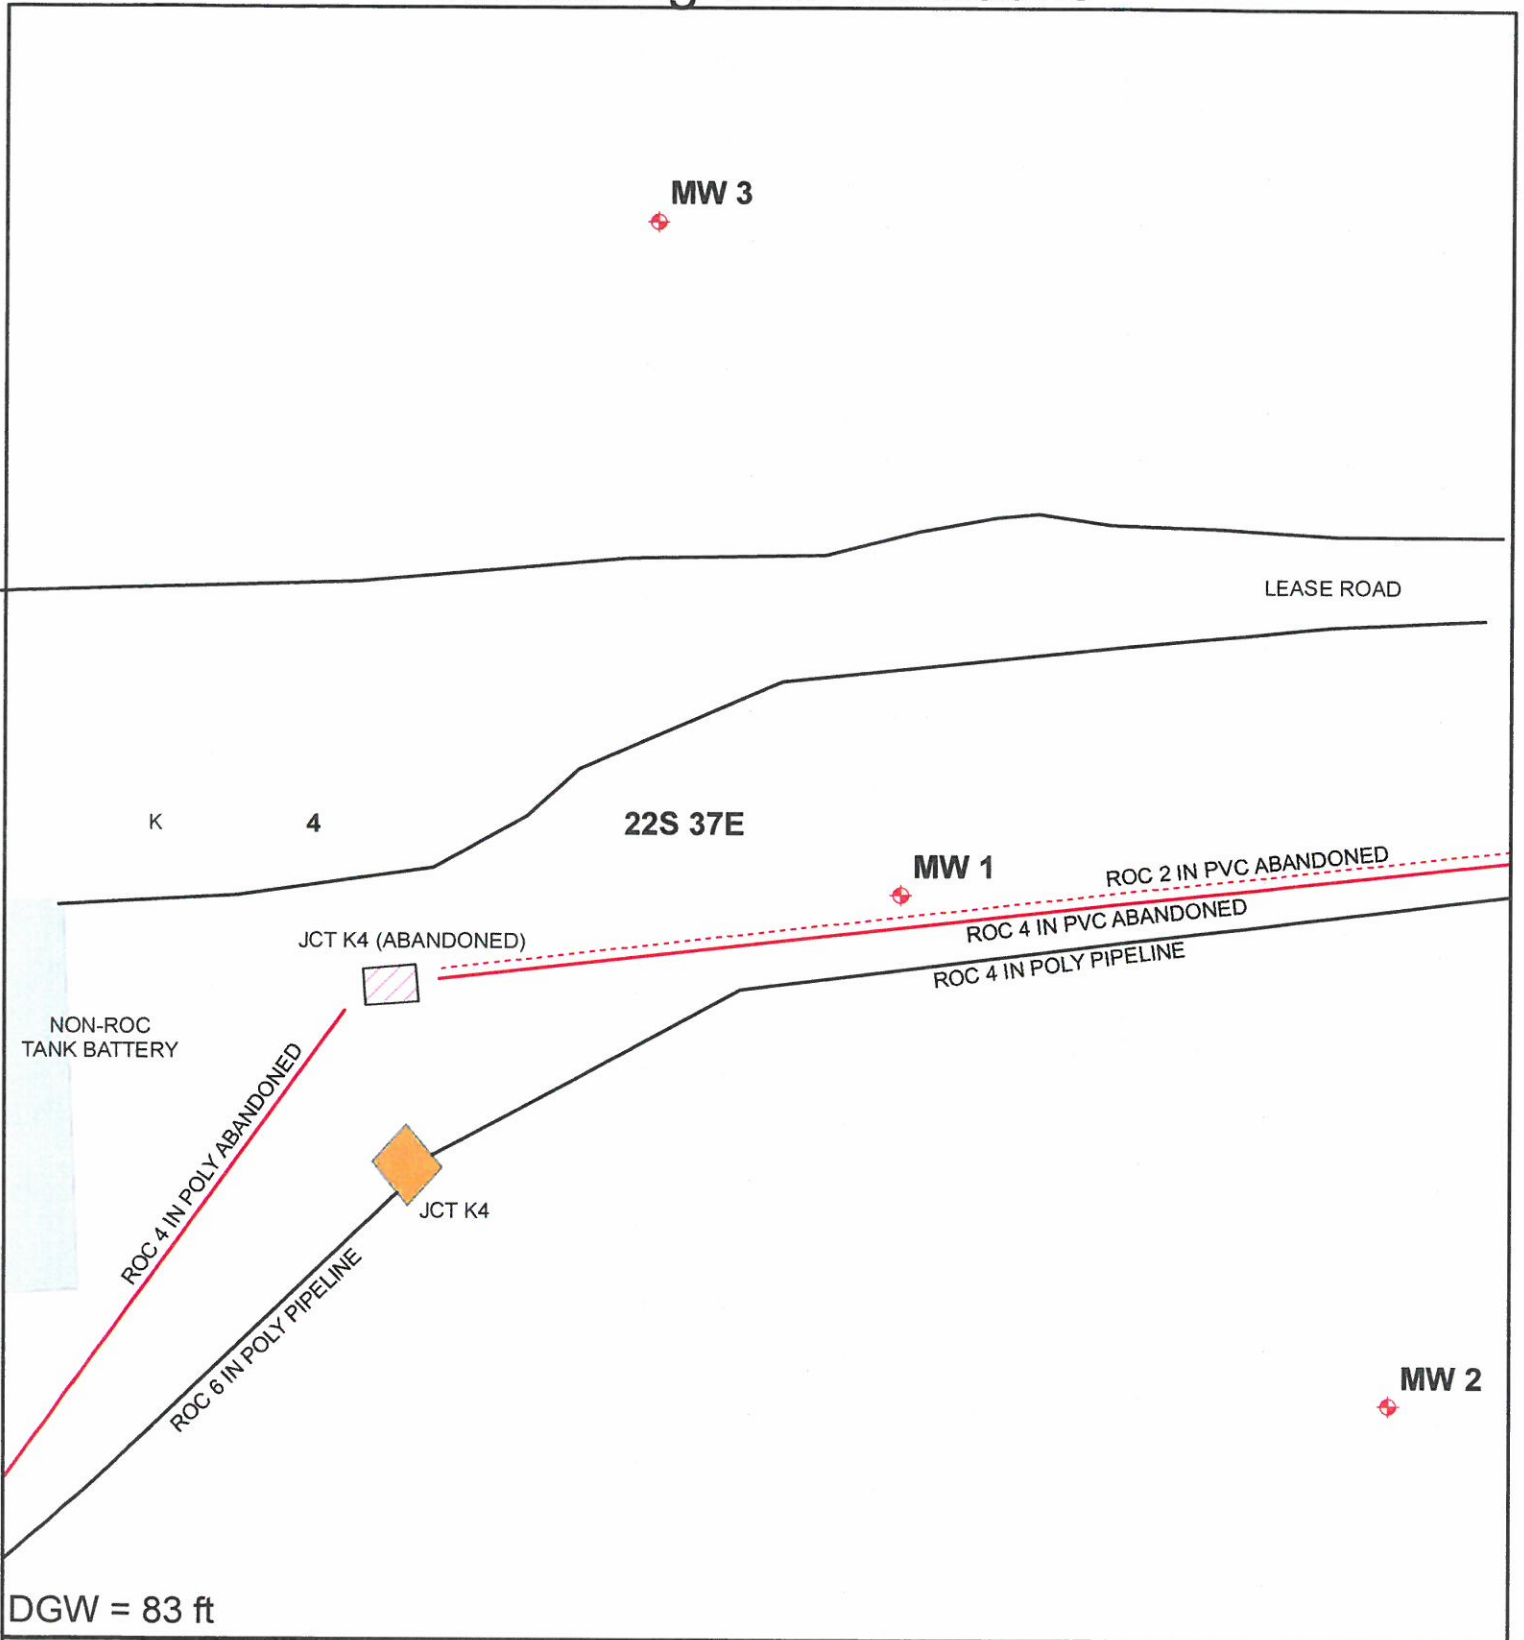 MW 3
LEASE ROAD
K
4
22S 37E
MW 1
ROC 2 IN PVC ABANDONED
ROC 4 IN PVC ABANDONED
JCT K4 (ABANDONED)
ROC 4 IN POLY PIPELINE
NON-ROC
TANK BATTERY
ROC 4 IN POLY ABANDONED
JCT K4
ROC 6 IN POLY PIPELINE
MW 2
DGW = 83 ft